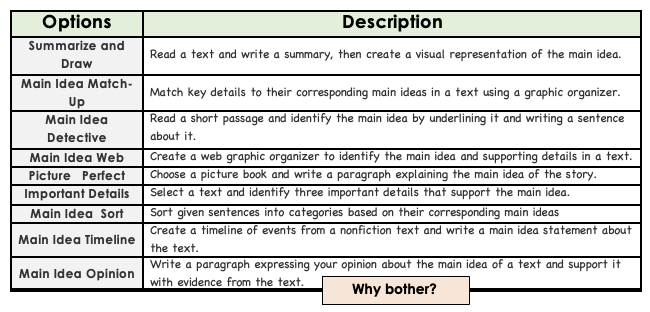 Options Description
Summarize and
Draw
Read a text and write a summary, then create a visual representation of the main idea.
Main Idea Match-
Up
Match key details to their corresponding main ideas in a text using a graphic organizer.
Main Idea
Detective
Read a short passage and identify the main idea by underlining it and writing a sentence
about it.
Main Idea Web Create a web graphic organizer to identify the main idea and supporting details in a text.
Picture Perfect Choose a picture book and write a paragraph explaining the main idea of the story.
Important Details Select a text and identify three important details that support the main idea.
Main Idea Sort Sort given sentences into categories based on their corresponding main ideas
Main Idea Timeline
Create a timeline of events from a nonfiction text and write a main idea statement about
the text.
Main Idea Opinion
Write a paragraph expressing your opinion about the main idea of a text and support it
with evidence from the text.
Why bother?